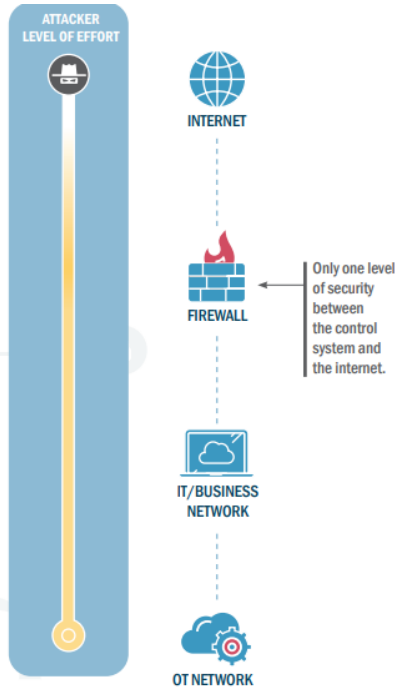 ATTACKER
LEVEL OF EFFORT
INTERNET
FIREWALL
Only one level
of security
between
the control
system and
the internet.
IT/BUSINESS
NETWORK
OT NETWORK